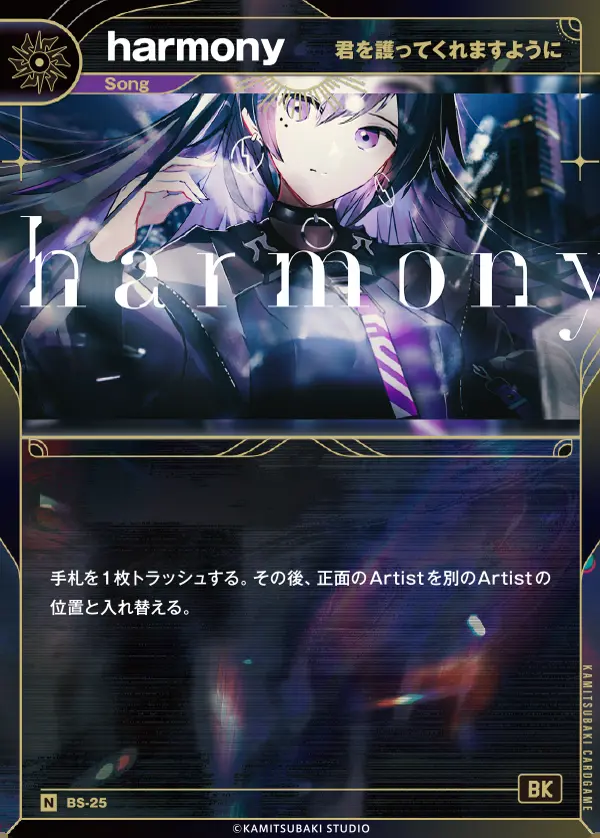 harmony
君を護ってくれますように
Song
harmony
手札を1枚トラッシュする。その後、正面のArtistを別のArtistの
位置と入れ替える。
KAMITSUBAKI CARDGAME
BK
N BS-25
©KAMITSUBAKI STUDIO